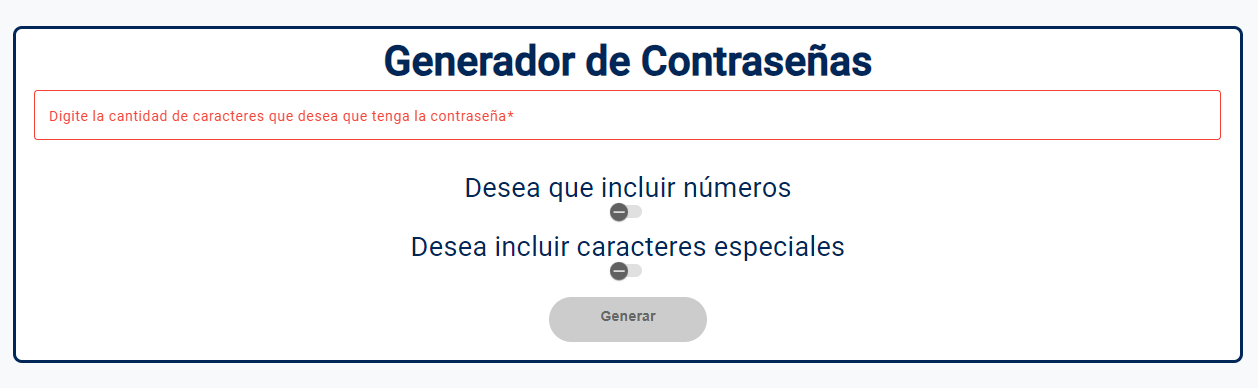 Generador de Contraseñas
Digite la cantidad de caracteres que desea que tenga la contraseña*
Desea que incluir números
Desea incluir caracteres especiales
Generar